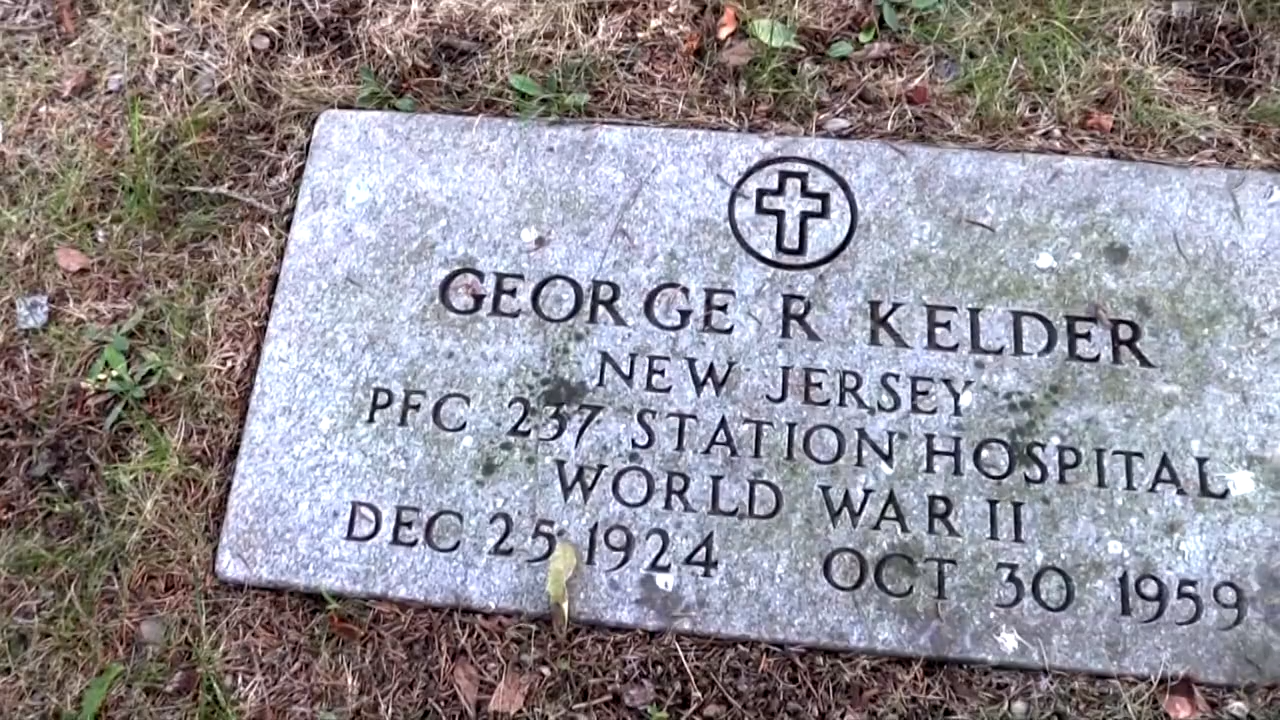 GEORGE R KELDER
NEW JERSEY
PFC 237 STATION HOSPITAL
WORLD WAR II
DEC 25 1924 OCT 30 1959